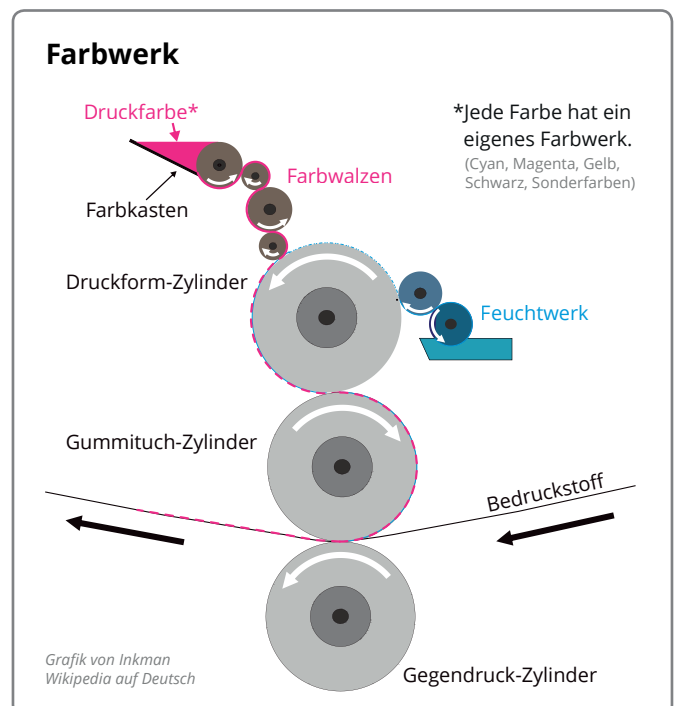 Farbwerk
Druckfarbe*
*Jede Farbe hat ein
eigenes Farbwerk.
(Cyan, Magenta, Gelb,
Schwarz, Sonderfarben)
Farbwalzen
Farbkasten
Druckform-Zylinder
Feuchtwerk
Gummituch-Zylinder
Bedruckstoff
Grafik von Inkman
Wikipedia auf Deutsch
Gegendruck-Zylinder